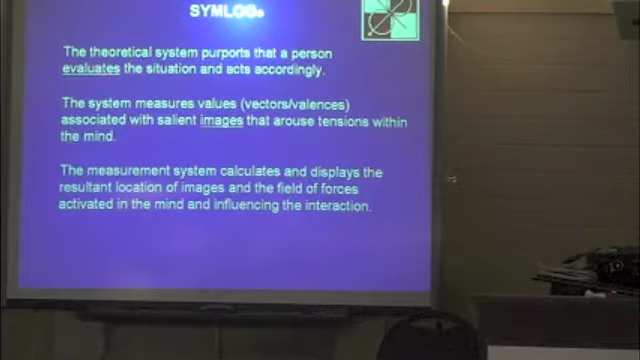 SYMLOG®
The theoretical system purports that a person
evaluates the situation and acts accordingly.
The system measures values (vectors/valences)
associated with salient images that arouse tensions within
the mind.
The measurement system calculates and displays the
resultant location of images and the field of forces
activated in the mind and influencing the interaction.